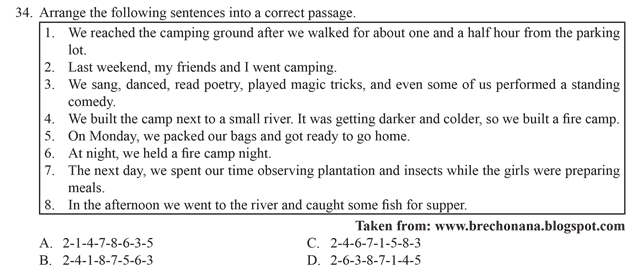 34. Arrange the following sentences into a correct passage.
1. We reached the camping ground after we walked for about one and a half hour from the parking
lot.
2. Last weekend, my friends and I went camping.
3. We sang, danced, read poetry, played magic tricks, and even some of us performed a standing
comedy.
4. We built the camp next to a small river. It was getting darker and colder, so we built a fire camp.
5. On Monday, we packed our bags and got ready to go home.
6. At night, we held a fire camp night.
7. The next day, we spent our time observing plantation and insects while the girls were preparing
meals.
8. In the afternoon we went to the river and caught some fish for supper.
Taken from: www.brechonana.blogspot.com
A. 2-1-4-7-8-6-3-5 C. 2-4-6-7-1-5-8-3
B. 2-4-1-8-7-5-6-3 D. 2-6-3-8-7-1-4-5